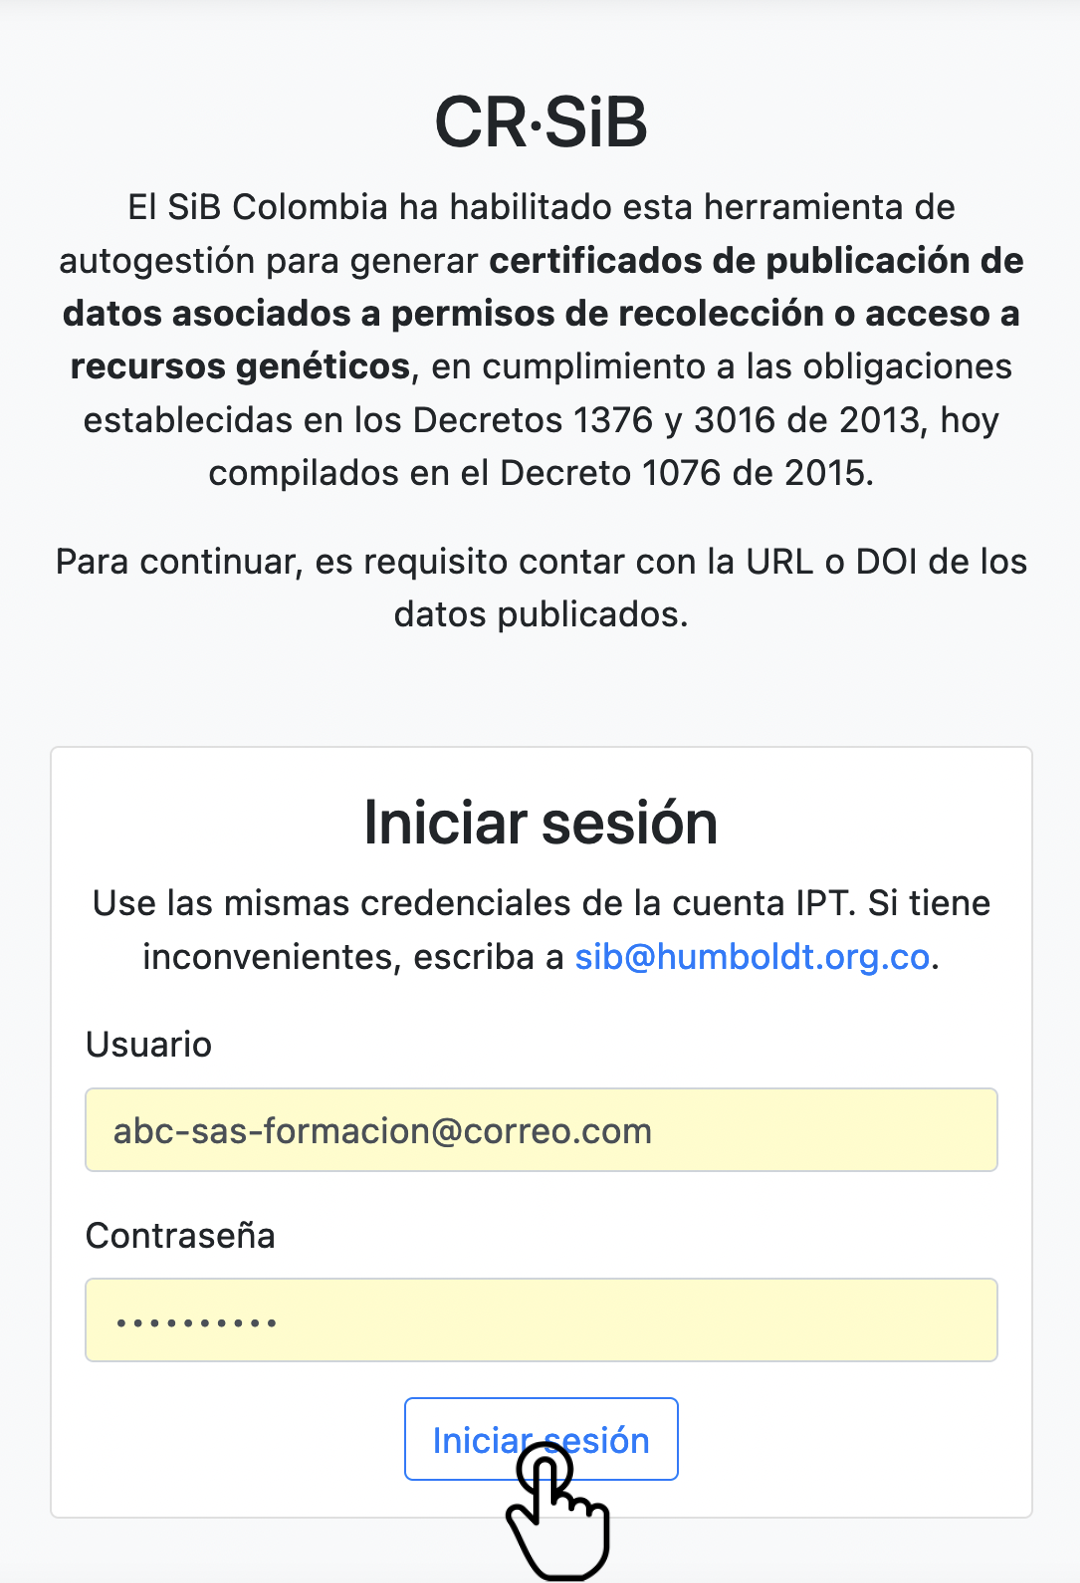 CR·SiB
El SiB Colombia ha habilitado esta herramienta de
autogestión para generar certificados de publicación de
datos asociados a permisos de recolección o acceso a
recursos genéticos, en cumplimiento a las obligaciones
establecidas en los Decretos 1376 y 3016 de 2013, hoy
compilados en el Decreto 1076 de 2015.
Para continuar, es requisito contar con la URL o DOI de los
datos publicados.
Iniciar sesión
Use las mismas credenciales de la cuenta IPT. Si tiene
inconvenientes, escriba a sib@humboldt.org.co.
Usuario
abc-sas-formacion@correo.com
Contraseña
••••••••••
Iniciar sesión